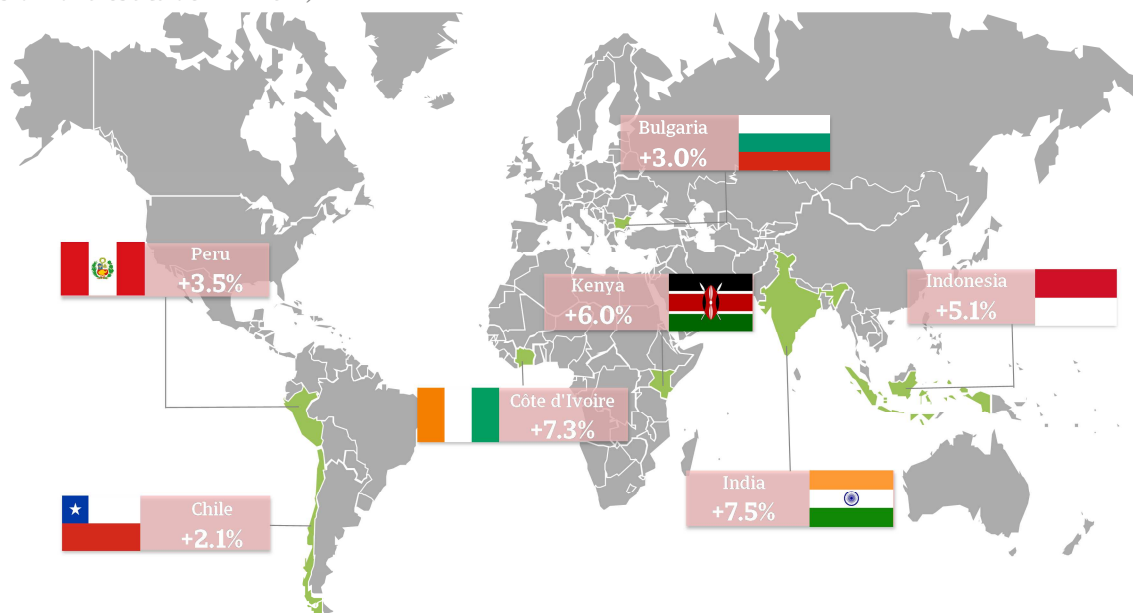 Bulgaria
+3.0%
Peru
+3.5%
Kenya
+6.0%
Indonesia
+5.1%
Côte d'Ivoire
+7.3%
India
+7.5%
Chile
+2.1%